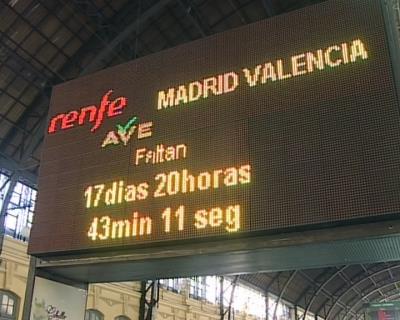 renfe
MADRID VALENCIA
AVE
Faltan
17dias 20horas
43min 11 seg